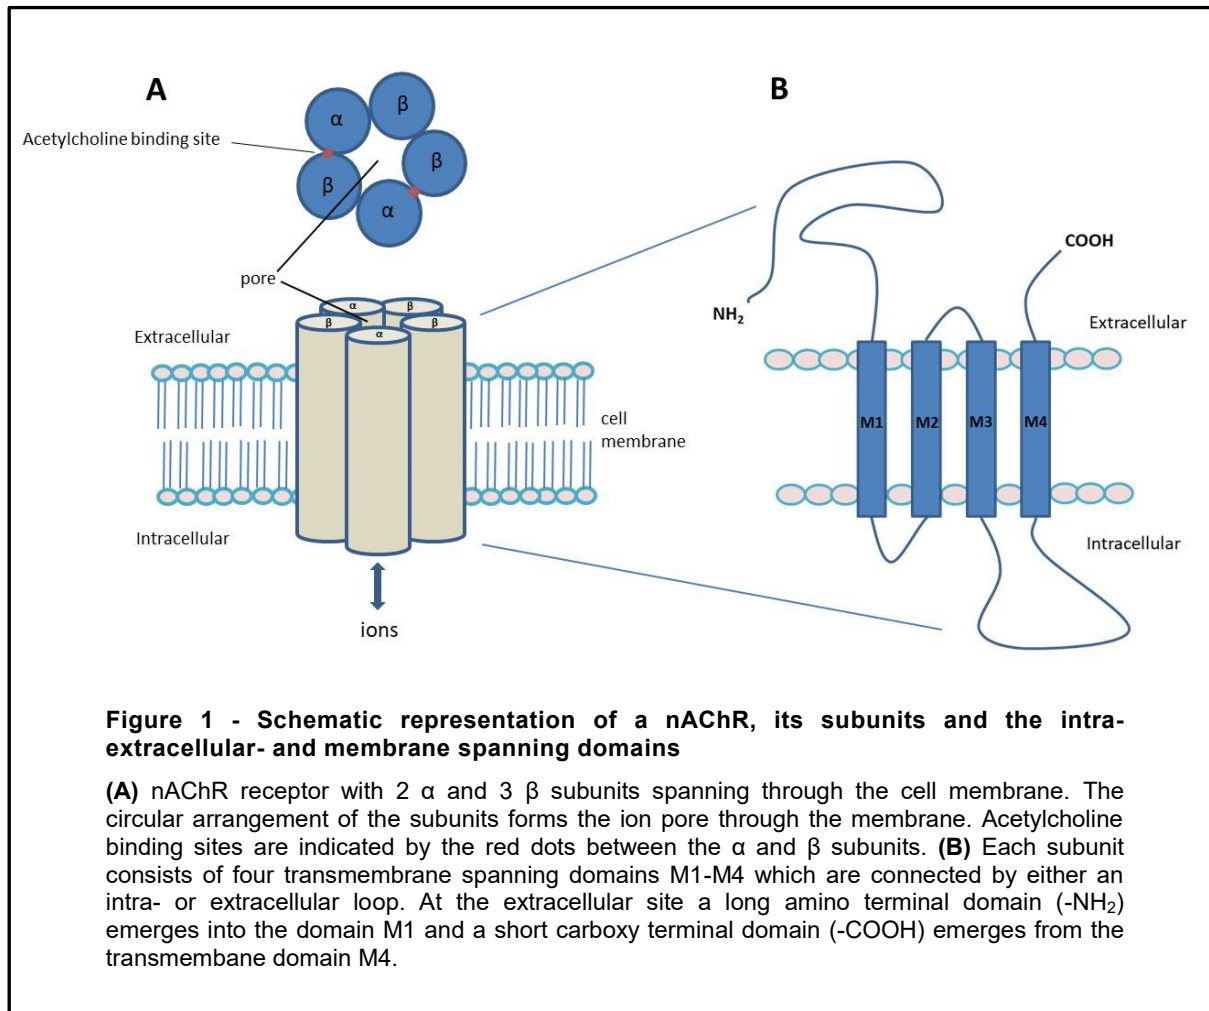 A
B
α
β
Acetylcholine binding site
β
β
α
COOH
pore
NH2
α
β
β
β
α
Extracellular
Extracellular
cell
membrane
M1
M2
M3
M4
Intracellular
Intracellular
ions
Figure 1 - Schematic representation of a nAChR, its subunits and the intra-
extracellular- and membrane spanning domains
(A) nAChR receptor with 2 α and 3 β subunits spanning through the cell membrane. The
circular arrangement of the subunits forms the ion pore through the membrane. Acetylcholine
binding sites are indicated by the red dots between the α and β subunits. (B) Each subunit
consists of four transmembrane spanning domains M1-M4 which are connected by either an
intra- or extracellular loop. At the extracellular site a long amino terminal domain (-NH2)
emerges into the domain M1 and a short carboxy terminal domain (-COOH) emerges from the
transmembane domain M4.